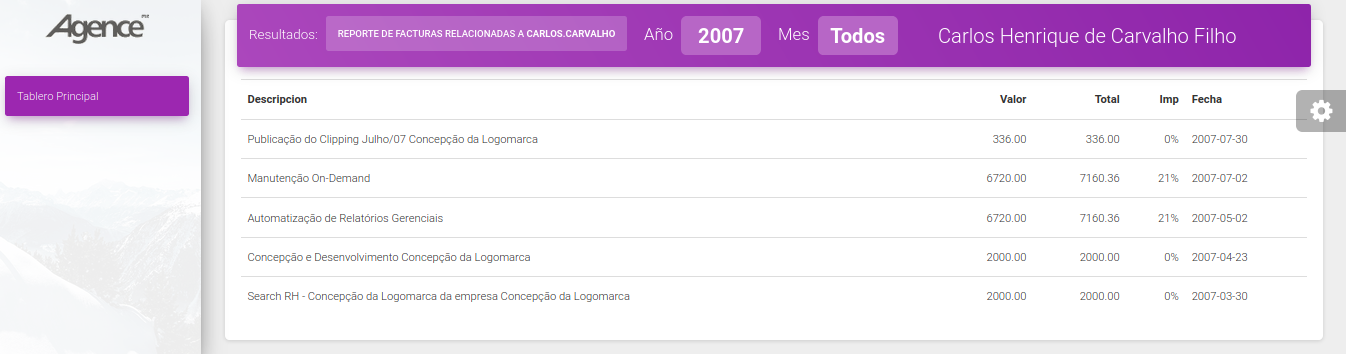 Agence
Resultados: REPORTE DE FACTURAS RELACIONADAS A CARLOS.CARVALHO Año 2007 Mes Todos Carlos Henrique de Carvalho Filho
Tablero Principal
Descripcion Valor Total Imp Fecha
Publicação do Clipping Julho/07 Concepção da Logomarca 336.00 336.00 0% 2007-07-30
Manutenção On-Demand 6720.00 7160.36 21% 2007-07-02
Automatização de Relatórios Gerenciais 6720.00 7160.36 21% 2007-05-02
Concepção e Desenvolvimento Concepção da Logomarca 2000.00 2000.00 0% 2007-04-23
Search RH - Concepção da Logomarca da empresa Concepção da Logomarca 2000.00 2000.00 0% 2007-03-30